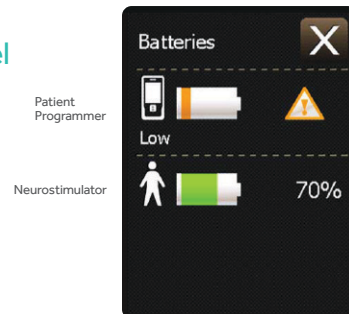 el
Batteries
X
Patient
Programmer
Low
Neurostimulator
70%